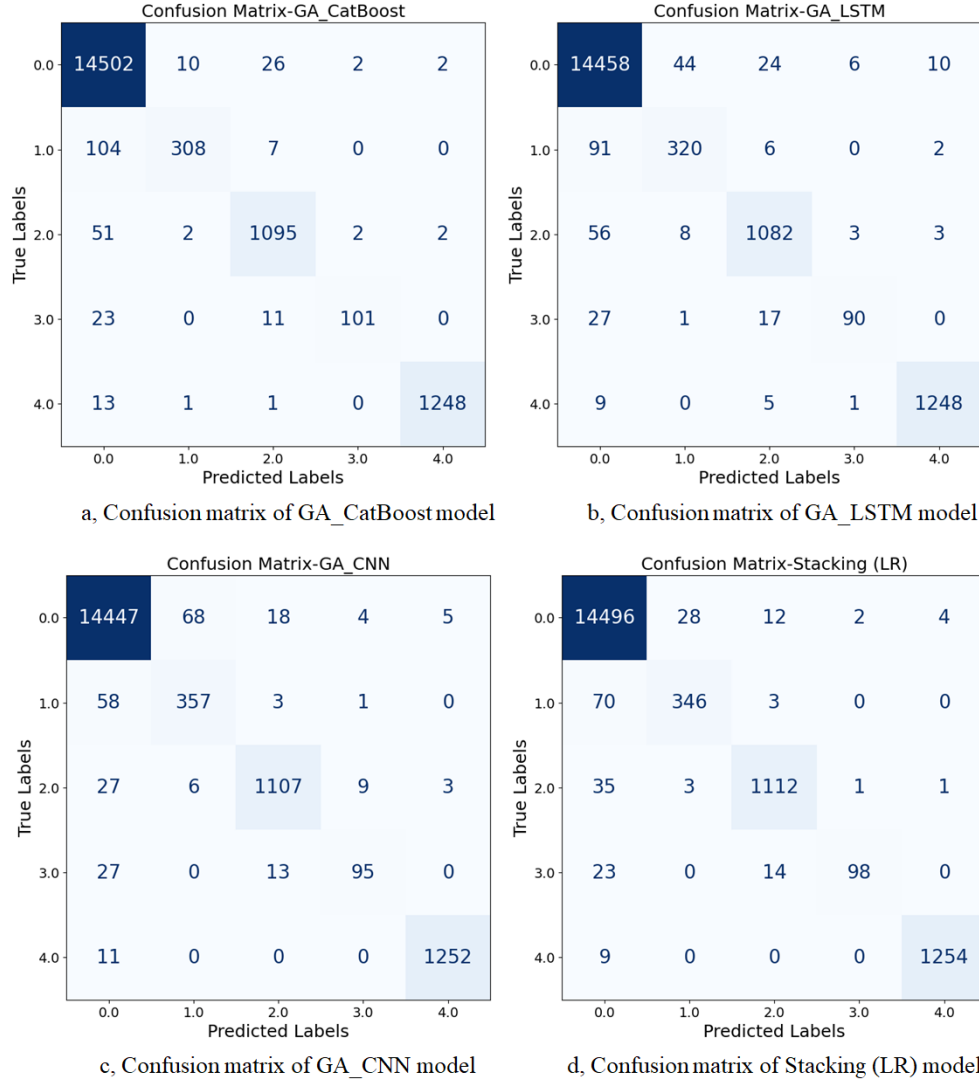 Confusion Matrix-GA_CatBoost
True Labels
0.0 14502 10 26 2 2
1.0 104 308 7 0 0
2.0 51 2 1095 2 2
3.0 23 0 11 101 0
4.0 13 1 1 0 1248
0.0 1.0 2.0 3.0 4.0
Predicted Labels
a, Confusion matrix of GA_CatBoost model
Confusion Matrix-GA_LSTM
True Labels
0.0 14458 44 24 6 10
1.0 91 320 6 0 2
2.0 56 8 1082 3 3
3.0 27 1 17 90 0
4.0 9 0 5 1 1248
0.0 1.0 2.0 3.0 4.0
Predicted Labels
b, Confusion matrix of GA_LSTM model
Confusion Matrix-GA_CNN
True Labels
0.0 14447 68 18 4 5
1.0 58 357 3 1 0
2.0 27 6 1107 9 3
3.0 27 0 13 95 0
4.0 11 0 0 0 1252
0.0 1.0 2.0 3.0 4.0
Predicted Labels
c, Confusion matrix of GA_CNN model
Confusion Matrix-Stacking (LR)
True Labels
0.0 14496 28 12 2 4
1.0 70 346 3 0 0
2.0 35 3 1112 1 1
3.0 23 0 14 98 0
4.0 9 0 0 0 1254
0.0 1.0 2.0 3.0 4.0
Predicted Labels
d, Confusion matrix of Stacking (LR) model